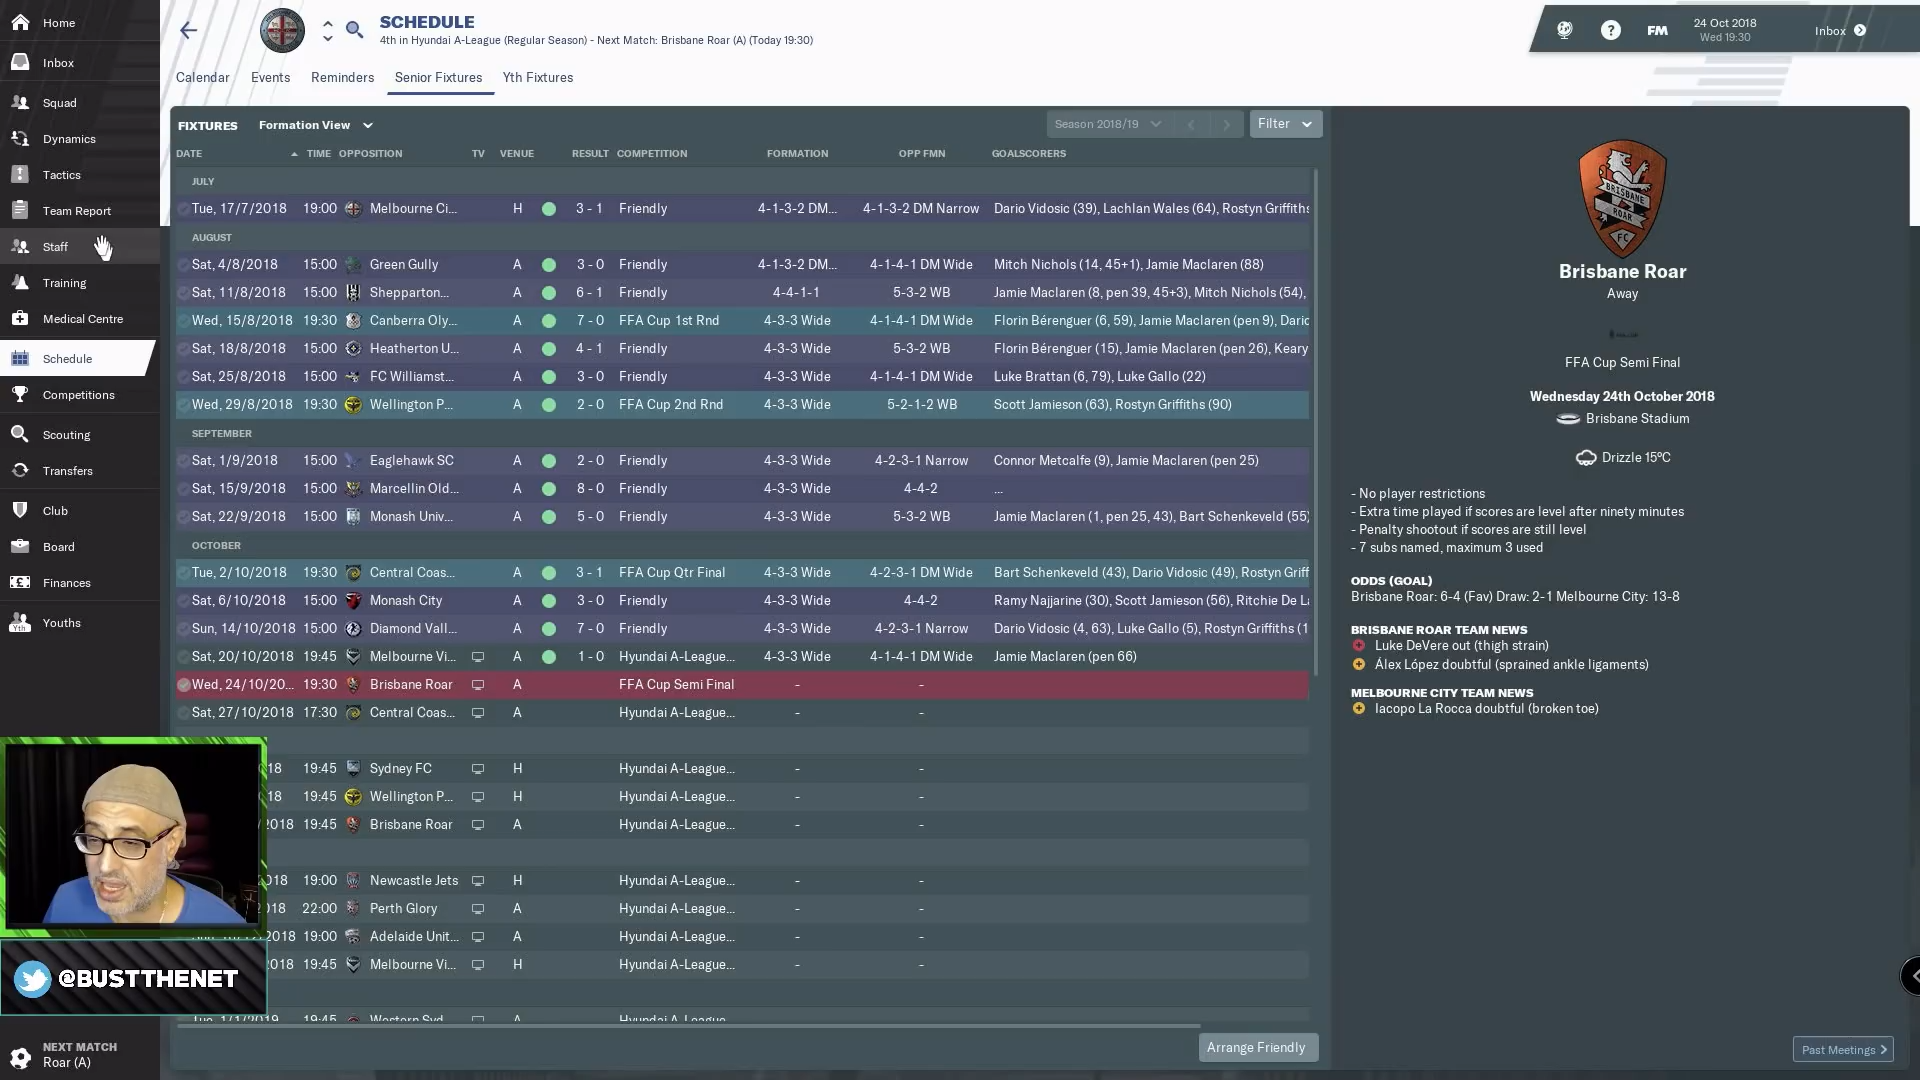 Home
Inbox
Squad
Dynamics
Tactics
Team Report
Staff
Training
Medical Centre
Schedule
Competitions
Scouting
Transfers
Club
Board
Finances
Youths
SCHEDULE
4th in Hyundai A-League (Regular Season) - Next Match: Brisbane Roar (A) (Today 19:30)
FM 24 Oct 2018
Wed 19:30
Inbox
Calendar Events Reminders Senior Fixtures Yth Fixtures
FIXTURES Formation View Season 2018/19 Filter
DATE TIME OPPOSITION TV VENUE RESULT COMPETITION FORMATION OPP FMN GOALSCORERS
JULY
Tue, 17/7/2018 19:00 Melbourne Ci... H 3 - 1 Friendly 4-1-3-2 DM... 4-1-3-2 DM Narrow Dario Vidosic (39), Lachlan Wales (64), Rostyn Griffiths
AUGUST
Sat, 4/8/2018 15:00 Green Gully A 3 - 0 Friendly 4-1-3-2 DM... 4-1-4-1 DM Wide Mitch Nichols (14, 45+1), Jamie Maclaren (88)
Sat, 11/8/2018 15:00 Shepparton... A 6 - 1 Friendly 4-4-1-1 5-3-2 WB Jamie Maclaren (8, pen 39, 45+3), Mitch Nichols (54),
Wed, 15/8/2018 19:30 Canberra Oly... A 7 - 0 FFA Cup 1st Rnd 4-3-3 Wide 4-1-4-1 DM Wide Florin Bérenguer (6, 59), Jamie Maclaren (pen 9), Daric
Sat, 18/8/2018 15:00 Heatherton U... A 4 - 1 Friendly 4-3-3 Wide 5-3-2 WB Florin Bérenguer (15), Jamie Maclaren (pen 26), Keary
Sat, 25/8/2018 15:00 FC Williamst... A 3 - 0 Friendly 4-3-3 Wide 4-1-4-1 DM Wide Luke Brattan (6, 79), Luke Gallo (22)
Wed, 29/8/2018 19:30 Wellington P... A 2 - 0 FFA Cup 2nd Rnd 4-3-3 Wide 5-2-1-2 WB Scott Jamieson (63), Rostyn Griffiths (90)
SEPTEMBER
Sat, 1/9/2018 15:00 Eaglehawk SC A 2 - 0 Friendly 4-3-3 Wide 4-2-3-1 Narrow Connor Metcalfe (9), Jamie Maclaren (pen 25)
Sat, 15/9/2018 15:00 Marcellin Old... A 8 - 0 Friendly 4-3-3 Wide 4-4-2 ...
Sat, 22/9/2018 15:00 Monash Univ... A 5 - 0 Friendly 4-3-3 Wide 5-3-2 WB Jamie Maclaren (1, pen 25, 43), Bart Schenkeveld (55)
OCTOBER
Tue, 2/10/2018 19:30 Central Coas... A 3 - 1 FFA Cup Qtr Final 4-3-3 Wide 4-2-3-1 DM Wide Bart Schenkeveld (43), Dario Vidosic (49), Rostyn Griff
Sat, 6/10/2018 15:00 Monash City A 3 - 0 Friendly 4-3-3 Wide 4-4-2 Ramy Najjarine (30), Scott Jamieson (56), Ritchie De La
Sun, 14/10/2018 15:00 Diamond Vall... A 7 - 0 Friendly 4-3-3 Wide 4-2-3-1 Narrow Dario Vidosic (4, 63), Luke Gallo (5), Rostyn Griffiths (1
Sat, 20/10/2018 19:45 Melbourne Vi... A 1 - 0 Hyundai A-League... 4-3-3 Wide 4-1-4-1 DM Wide Jamie Maclaren (pen 66)
Wed, 24/10/20... 19:30 Brisbane Roar A FFA Cup Semi Final - -
Sat, 27/10/2018 17:30 Central Coas... A Hyundai A-League... - -
18 19:45 Sydney FC H Hyundai A-League... - -
18 19:45 Wellington P... H Hyundai A-League... - -
2018 19:45 Brisbane Roar A Hyundai A-League... - -
018 19:00 Newcastle Jets H Hyundai A-League... - -
018 22:00 Perth Glory A Hyundai A-League... - -
2018 19:00 Adelaide Unit... A Hyundai A-League... - -
018 19:45 Melbourne Vi... H Hyundai A-League... - -
Tue, 1/1/2019 19:45 Western Syd A Hyundai A-League
Arrange Friendly
BRISBANE
ROAR
FC
Brisbane Roar
Away
FFA Cup Semi Final
Wednesday 24th October 2018
Brisbane Stadium
Drizzle 15ºC
- No player restrictions
- Extra time played if scores are level after ninety minutes
- Penalty shootout if scores are still level
- 7 subs named, maximum 3 used
ODDS (GOAL)
Brisbane Roar: 6-4 (Fav) Draw: 2-1 Melbourne City: 13-8
BRISBANE ROAR TEAM NEWS
Luke DeVere out (thigh strain)
Álex López doubtful (sprained ankle ligaments)
MELBOURNE CITY TEAM NEWS
Iacopo La Rocca doubtful (broken toe)
Past Meetings
@BUSTTHENET
NEXT MATCH
Roar (A)